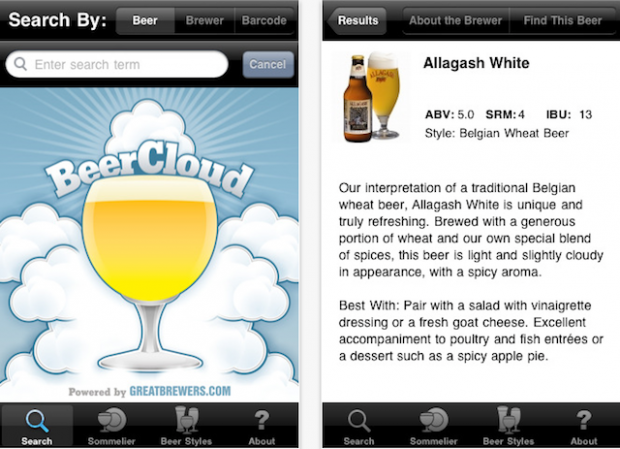 Search By: Beer Brewer Barcode
Enter search term Cancel
BeerCloud
Powered by GREATBREWERS.COM
Search Sommelier Beer Styles About
Results About the Brewer Find This Beer
Allagash White
ALLAGASH
ABV: 5.0 SRM: 4 IBU: 13
Style: Belgian Wheat Beer
Our interpretation of a traditional Belgian
wheat beer, Allagash White is unique and
truly refreshing. Brewed with a generous
portion of wheat and our own special blend
of spices, this beer is light and slightly cloudy
in appearance, with a spicy aroma.
Best With: Pair with a salad with vinaigrette
dressing or a fresh goat cheese. Excellent
accompaniment to poultry and fish entrées or
a dessert such as a spicy apple pie.
Search Sommelier Beer Styles About